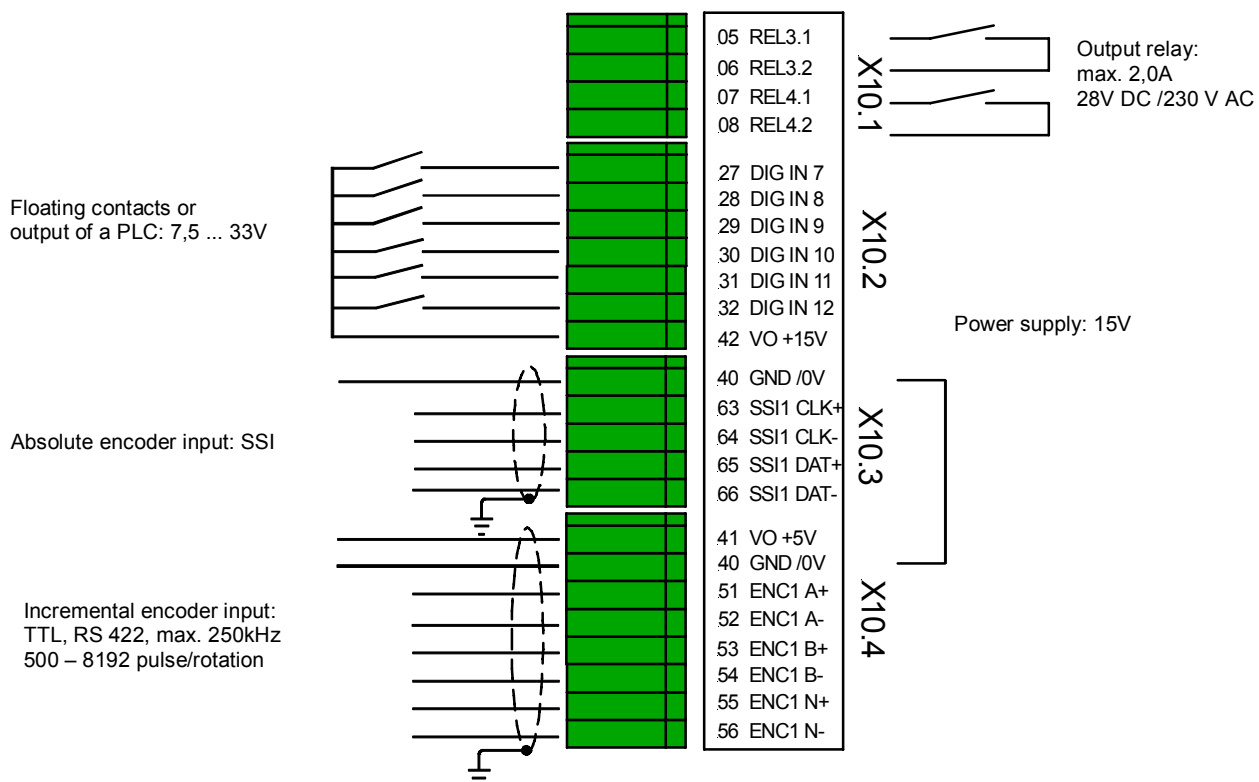 05 REL3.1
06 REL3.2
07 REL4.1
08 REL4.2
X10.1
Output relay:
max. 2,0A
28V DC /230 V AC
Floating contacts or
output of a PLC: 7,5 ... 33V
27 DIG IN 7
28 DIG IN 8
29 DIG IN 9
30 DIG IN 10
31 DIG IN 11
32 DIG IN 12
42 VO +15V
X10.2
Power supply: 15V
Absolute encoder input: SSI
40 GND /0V
63 SSI1 CLK+
64 SSI1 CLK-
65 SSI1 DAT+
66 SSI1 DAT-
X10.3
Incremental encoder input:
TTL, RS 422, max. 250kHz
500 – 8192 pulse/rotation
41 VO +5V
40 GND /0V
51 ENC1 A+
52 ENC1 A-
53 ENC1 B+
54 ENC1 B-
55 ENC1 N+
56 ENC1 N-
X10.4